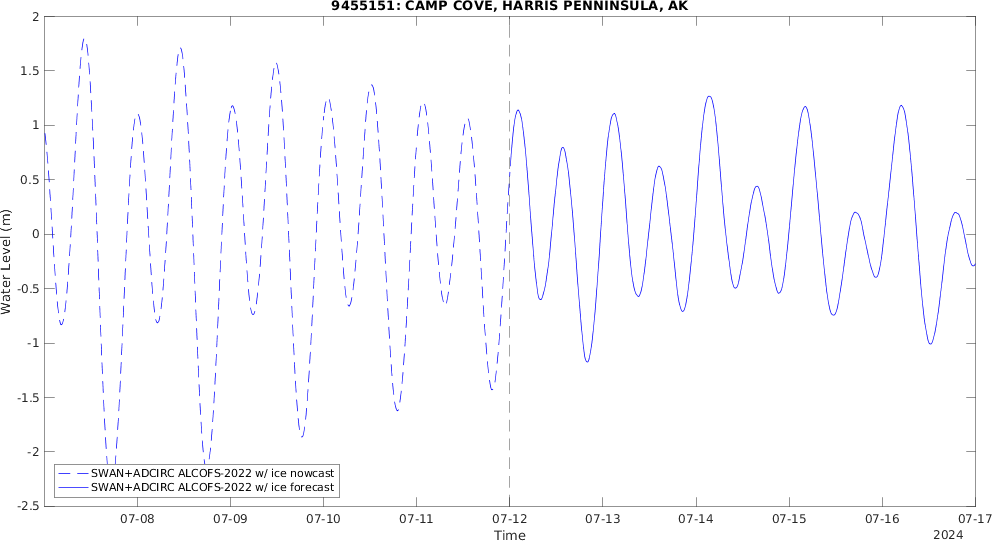 9455151: CAMP COVE, HARRIS PENNINSULA, AK
Water Level (m)
2
1.5
1
0.5
0
-0.5
-1
-1.5
-2
-2.5
SWAN+ADCIRC ALCOFS-2022 w/ ice nowcast
SWAN+ADCIRC ALCOFS-2022 w/ ice forecast
07-08 07-09 07-10 07-11 07-12 07-13 07-14 07-15 07-16 07-17
Time
2024